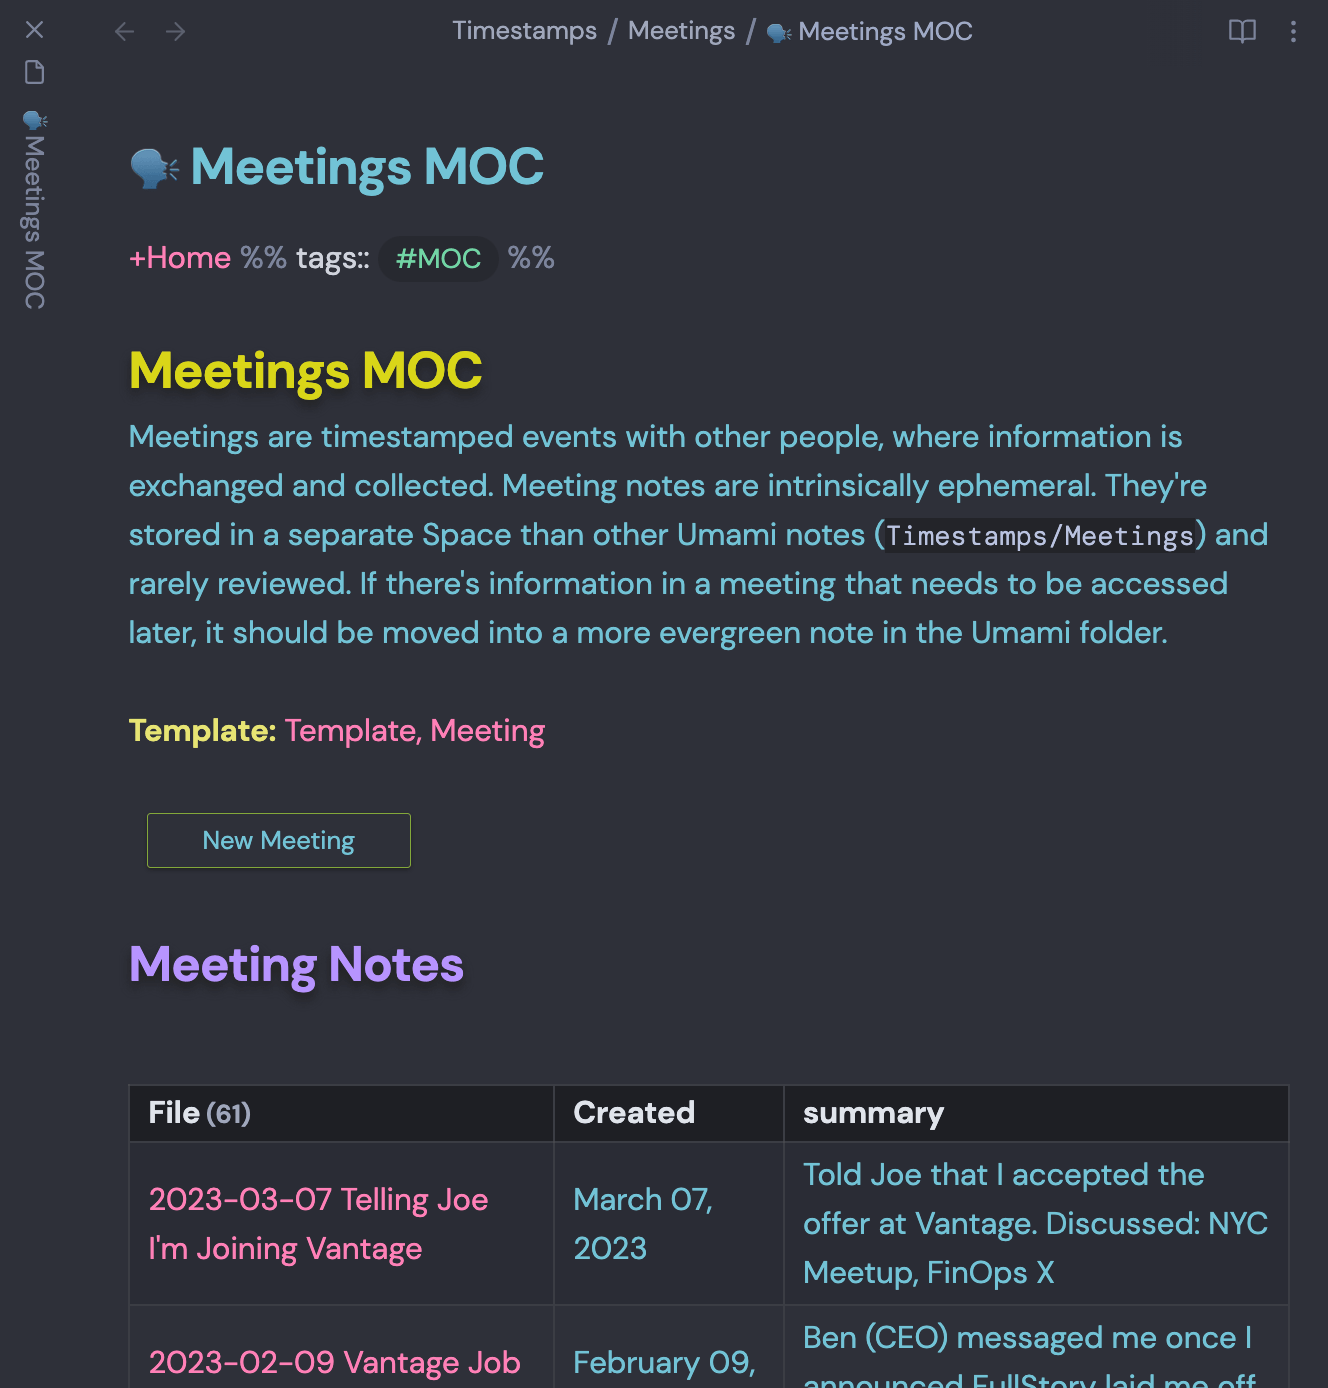 Timestamps / Meetings / Meetings MOC
Meetings MOC
Meetings MOC
+Home %% tags:: #MOC %%
Meetings MOC
Meetings are timestamped events with other people, where information is
exchanged and collected. Meeting notes are intrinsically ephemeral. They're
stored in a separate Space than other Umami notes (Timestamps/Meetings) and
rarely reviewed. If there's information in a meeting that needs to be accessed
later, it should be moved into a more evergreen note in the Umami folder.
Template: Template, Meeting
New Meeting
Meeting Notes
File (61) Created summary
2023-03-07 Telling Joe
I'm Joining Vantage
March 07,
2023
Told Joe that I accepted the
offer at Vantage. Discussed: NYC
Meetup, FinOps X
2023-02-09 Vantage Job
February 09,
Ben (CEO) messaged me once I
announced FullStory laid me off